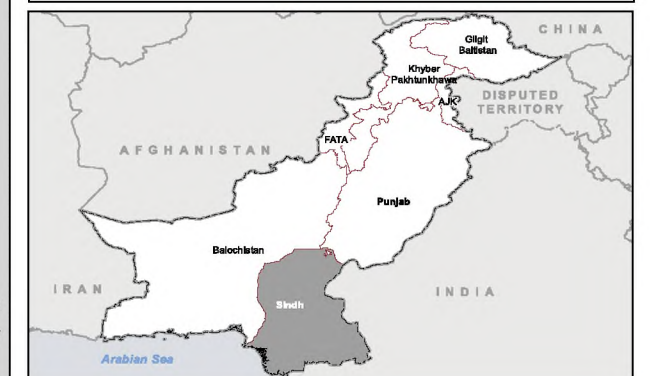 CHINA
Gilgit
Baltistan
Khyber
Pakhtunkhawa
DISPUTED
TERRITORY
AJK
FATA
AFGHANISTAN
Punjab
Balochistan
IRAN
INDIA
Sindh
Arabian Sea